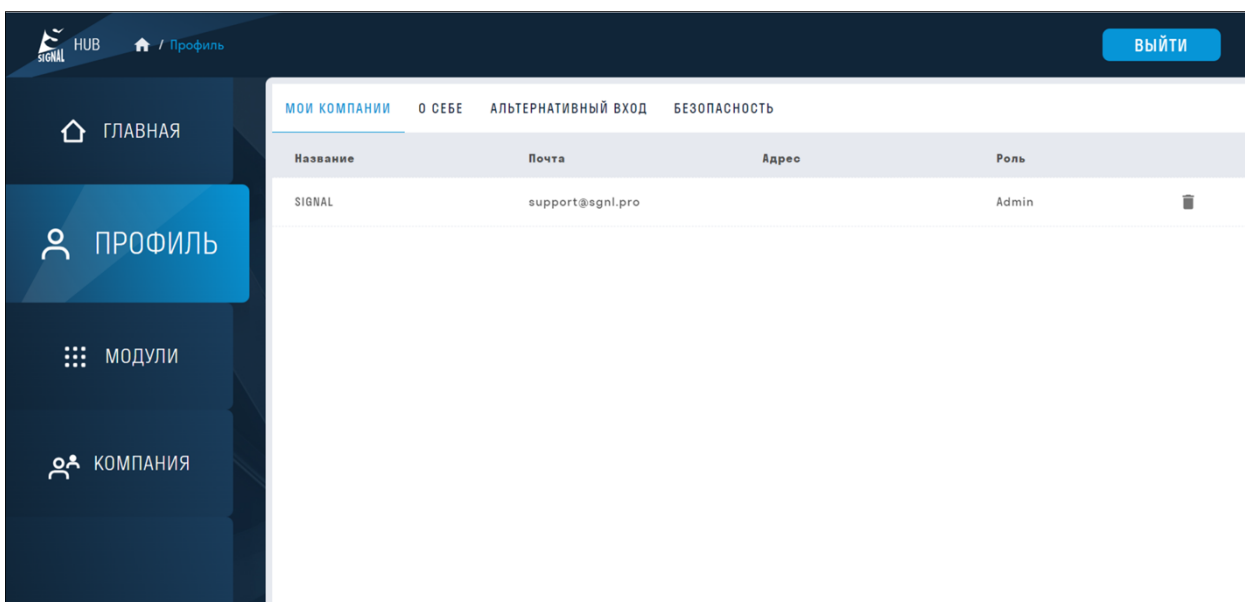 SIGNAL HUB / Профиль ВЫЙТИ
ГЛАВНАЯ
ПРОФИЛЬ
МОДУЛИ
КОМПАНИЯ
МОИ КОМПАНИИ О СЕБЕ АЛЬТЕРНАТИВНЫЙ ВХОД БЕЗОПАСНОСТЬ
Название Почта Адрес Роль
SIGNAL support@sgnl.pro Admin